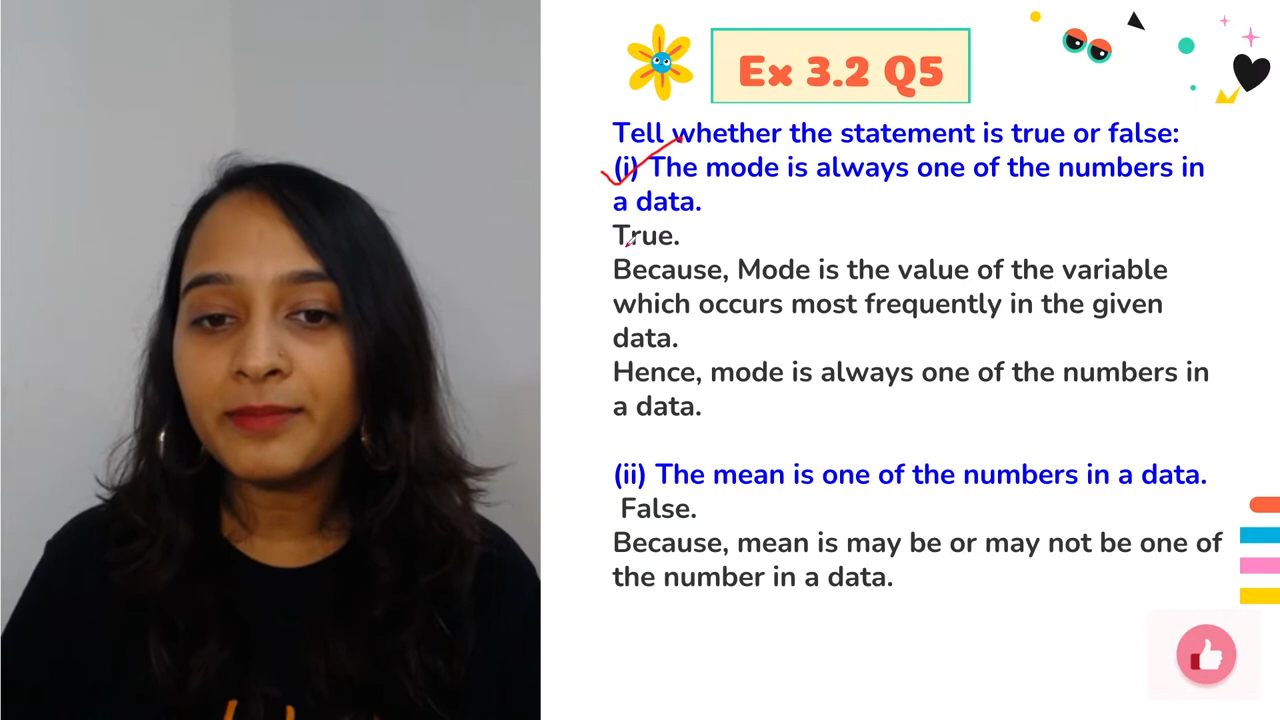 Ex 3.2 Q5
Tell whether the statement is true or false:
(i) The mode is always one of the numbers in
a data.
True.
Because, Mode is the value of the variable
which occurs most frequently in the given
data.
Hence, mode is always one of the numbers in
a data.
(ii) The mean is one of the numbers in a data.
False.
Because, mean is may be or may not be one of
the number in a data.